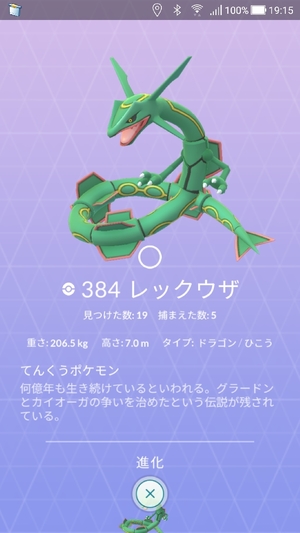 100% 19:15
384 レックウザ
見つけた数: 19 捕まえた数: 5
重さ: 206.5 kg 高さ: 7.0 m タイプ: ドラゴン / ひこう
てんくうポケモン
何億年も生き続けているといわれる。グラードン
とカイオーガの争いを治めたという伝説が残され
ている。
進化